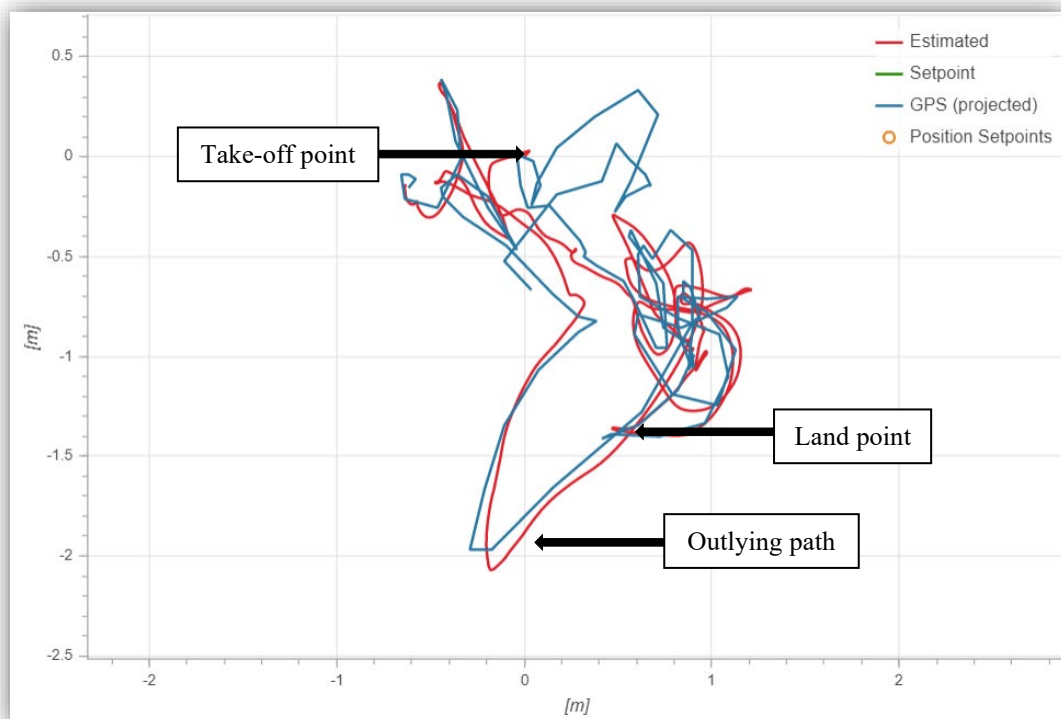 Estimated
Setpoint
GPS (projected)
Position Setpoints
Take-off point
Land point
Outlying path
0.5
0
-0.5
-1
-1.5
-2
-2.5
[m]
-2
-1
0
1
2
[m]